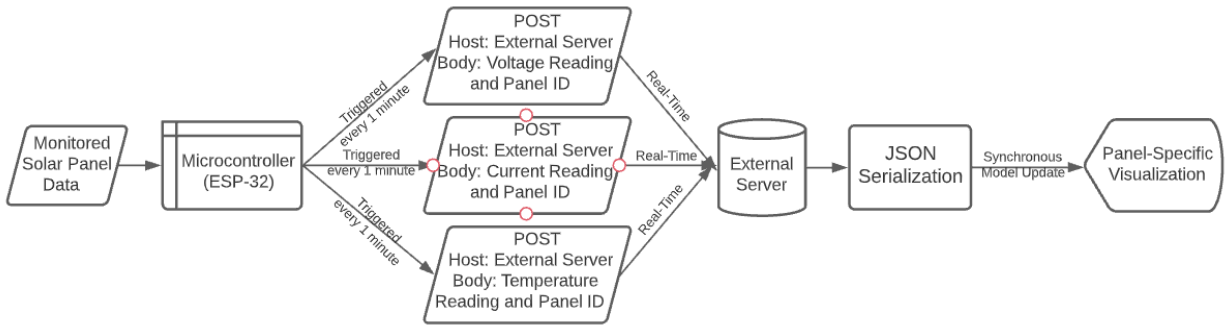 Monitored
Solar Panel
Data
Microcontroller
(ESP-32)
Triggered
every 1 minute
Triggered
every 1 minute
Triggered
every 1 minute
POST
Host: External Server
Body: Voltage Reading
and Panel ID
POST
Host: External Server
Body: Current Reading
and Panel ID
POST
Host: External Server
Body: Temperature
Reading and Panel ID
Real-Time
Real-Time
Real-Time
External
Server
JSON
Serialization
Synchronous
Model Update
Panel-Specific
Visualization